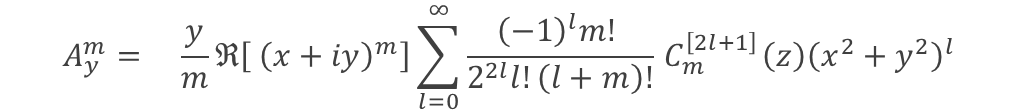 $A_y^m = \frac{y}{m} \Re[(x+iy)^m] \sum_{l=0}^{\infty} \frac{(-1)^l m!}{2^{2l} l! (l+m)!} C_m^{[2l+1]}(z)(x^2+y^2)^l$